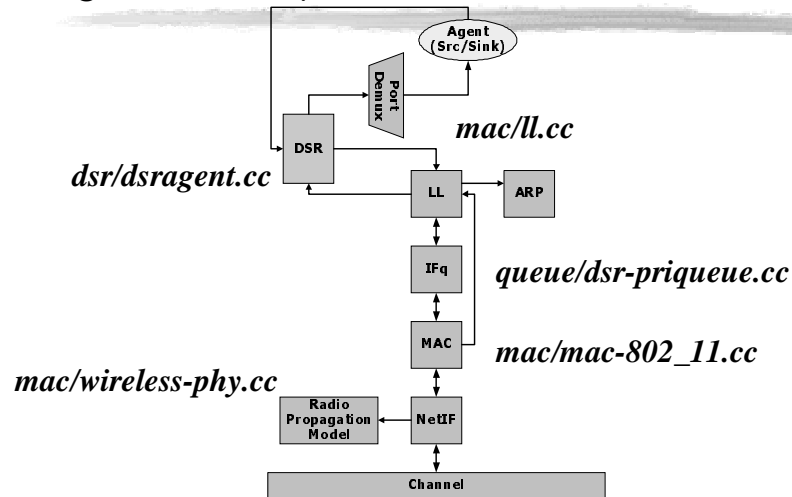 Agent
(Src/Sink)
Port
Demux
mac/ll.cc
DSR
dsr/dsragent.cc
LL
ARP
IFq
queue/dsr-priqueue.cc
MAC
mac/mac-802_11.cc
mac/wireless-phy.cc
Radio
Propagation
Model
NetIF
Channel